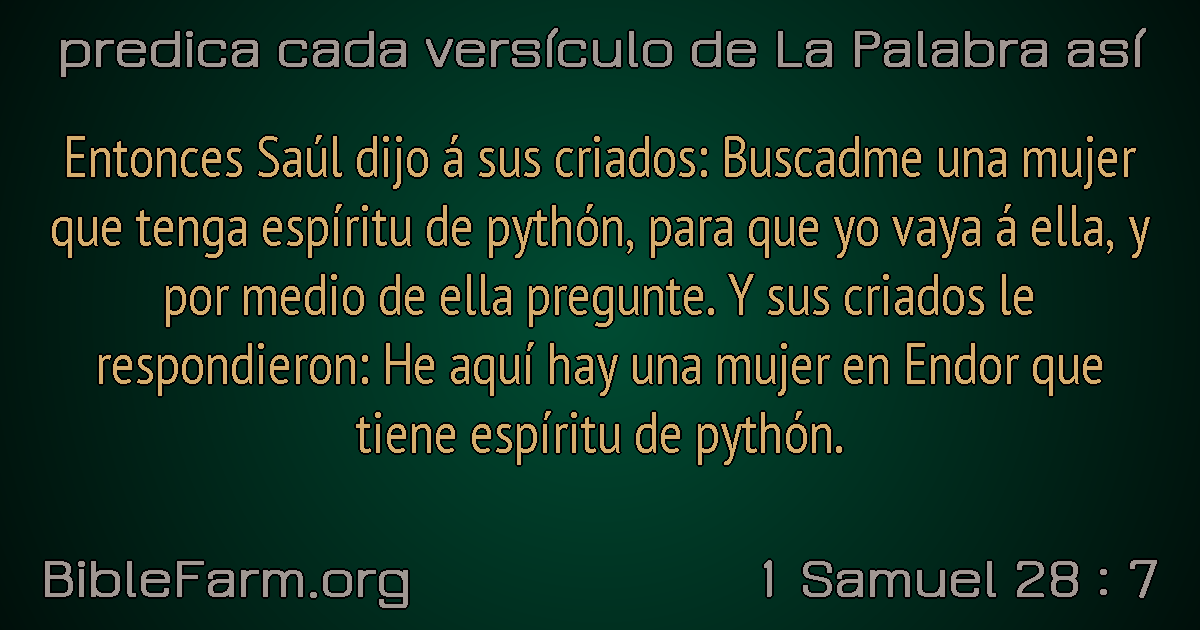 predica cada versículo de La Palabra así
Entonces Saúl dijo á sus criados: Buscadme una mujer
que tenga espíritu de pythón, para que yo vaya á ella, y
por medio de ella pregunte. Y sus criados le
respondieron: He aquí hay una mujer en Endor que
tiene espíritu de pythón.
BibleFarm.org
1 Samuel 28 : 7